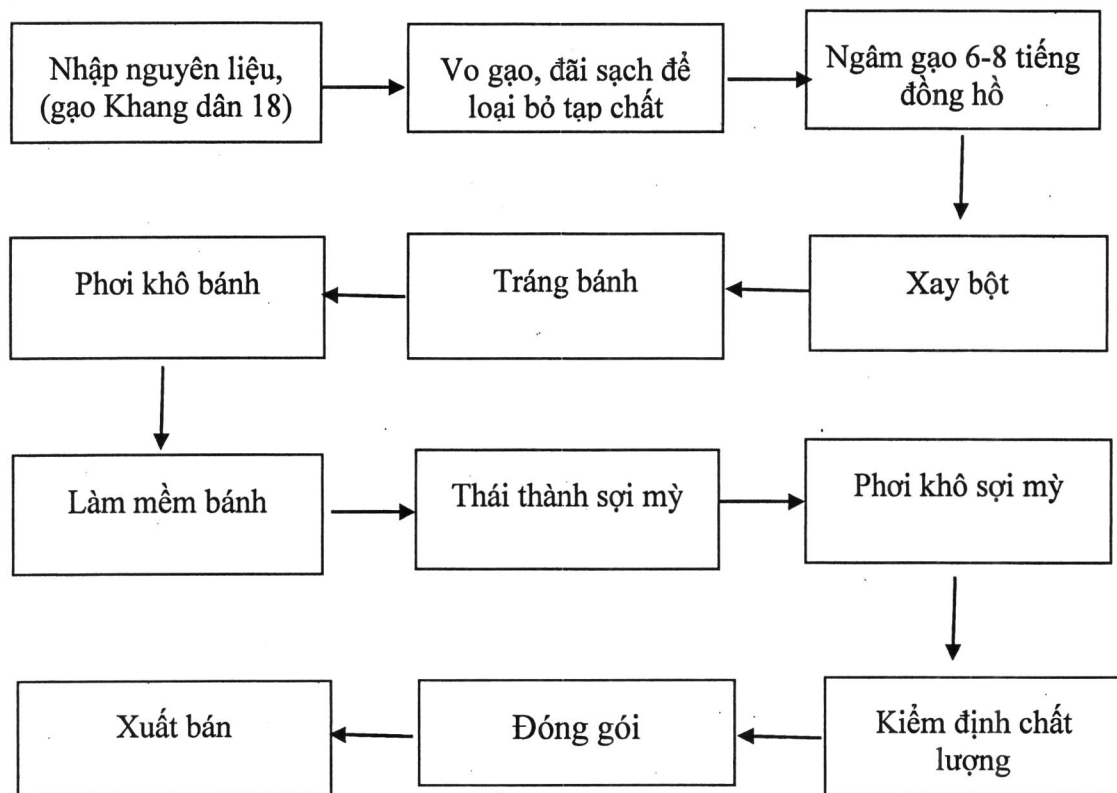 Nhập nguyên liệu,
(gạo Khang dân 18)
Vo gạo, đãi sạch để
loại bỏ tạp chất
Ngâm gạo 6-8 tiếng
đồng hồ
Xay bột
Tráng bánh
Phơi khô bánh
Làm mềm bánh
Thái thành sợi mỳ
Phơi khô sợi mỳ
Kiểm định chất
lượng
Đóng gói
Xuất bán